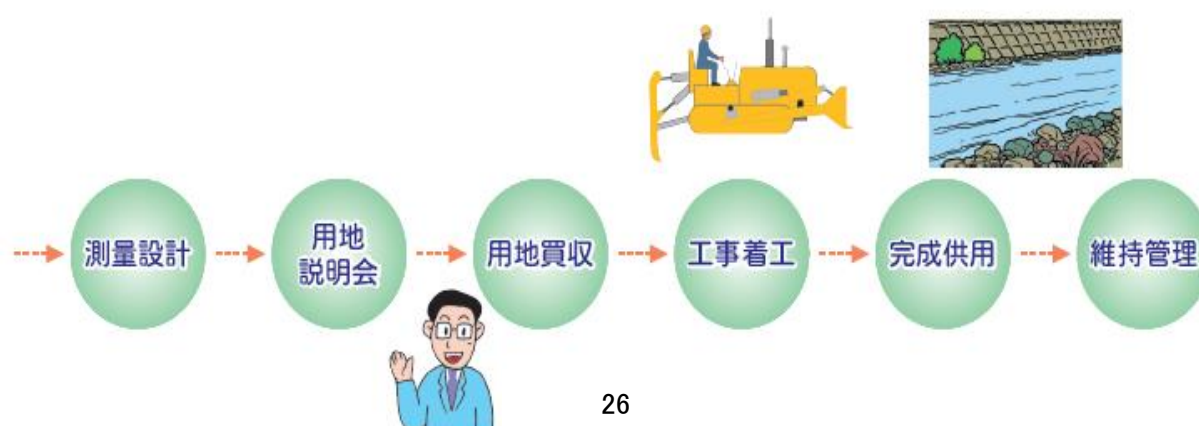 測量設計
用地
説明会
用地買収
工事着工
完成供用
維持管理
26